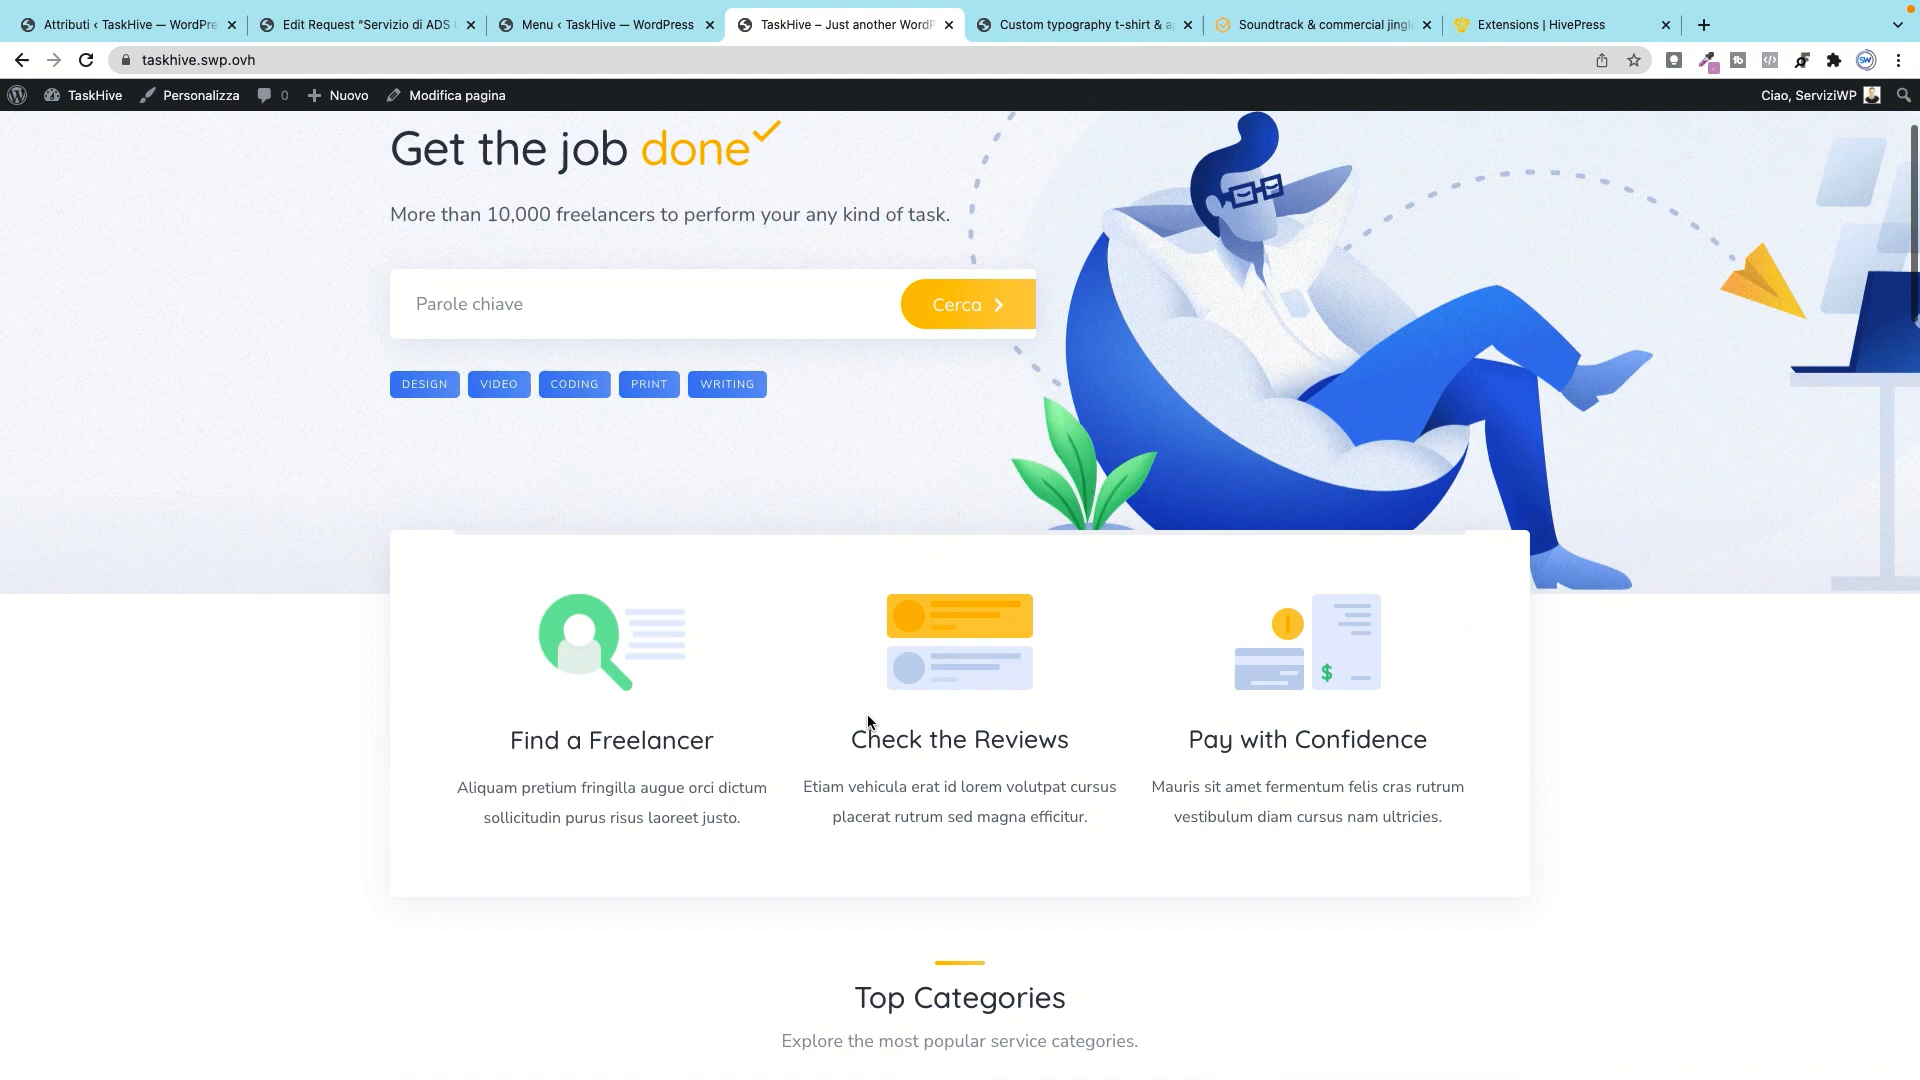 Attributi ‹ TaskHive — WordPre
Edit Request “Servizio di ADS
Menu ‹ TaskHive — WordPress
TaskHive – Just another WordP
Custom typography t-shirt & a
Soundtrack & commercial jingl
Extensions | HivePress
taskhive.swp.ovh
TaskHive
Personalizza
0
Nuovo
Modifica pagina
Ciao, ServiziWP
Get the job done
More than 10,000 freelancers to perform your any kind of task.
Parole chiave
Cerca
DESIGN
VIDEO
CODING
PRINT
WRITING
$
Find a Freelancer
Aliquam pretium fringilla augue orci dictum
sollicitudin purus risus laoreet justo.
Check the Reviews
Etiam vehicula erat id lorem volutpat cursus
placerat rutrum sed magna efficitur.
Pay with Confidence
Mauris sit amet fermentum felis cras rutrum
vestibulum diam cursus nam ultricies.
Top Categories
Explore the most popular service categories.